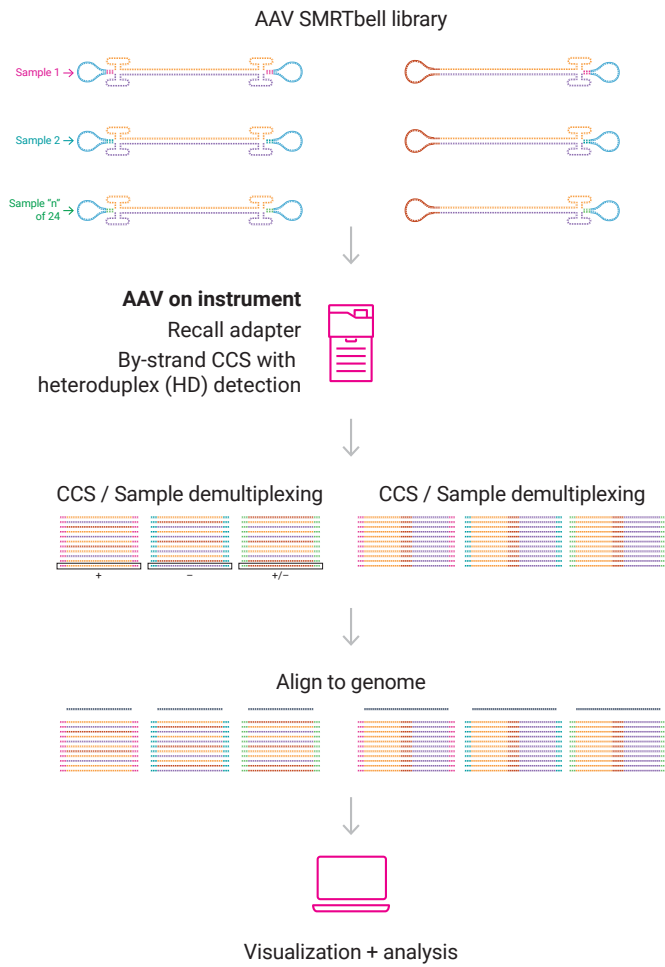 AAV SMRTbell library
Sample 1 →
Sample 2 →
Sample “n” →
of 24
AAV on instrument
Recall adapter
By-strand CCS with
heteroduplex (HD) detection
CCS / Sample demultiplexing
CCS / Sample demultiplexing
+
–
+/–
Align to genome
Visualization + analysis